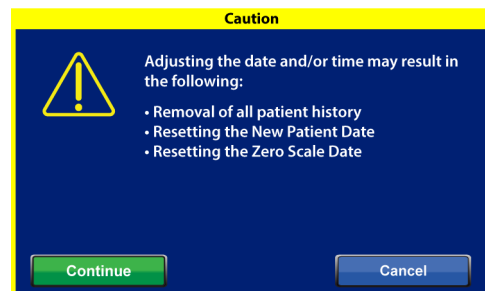 Caution
Adjusting the date and/or time may result in
the following:
• Removal of all patient history
• Resetting the New Patient Date
• Resetting the Zero Scale Date
Continue
Cancel